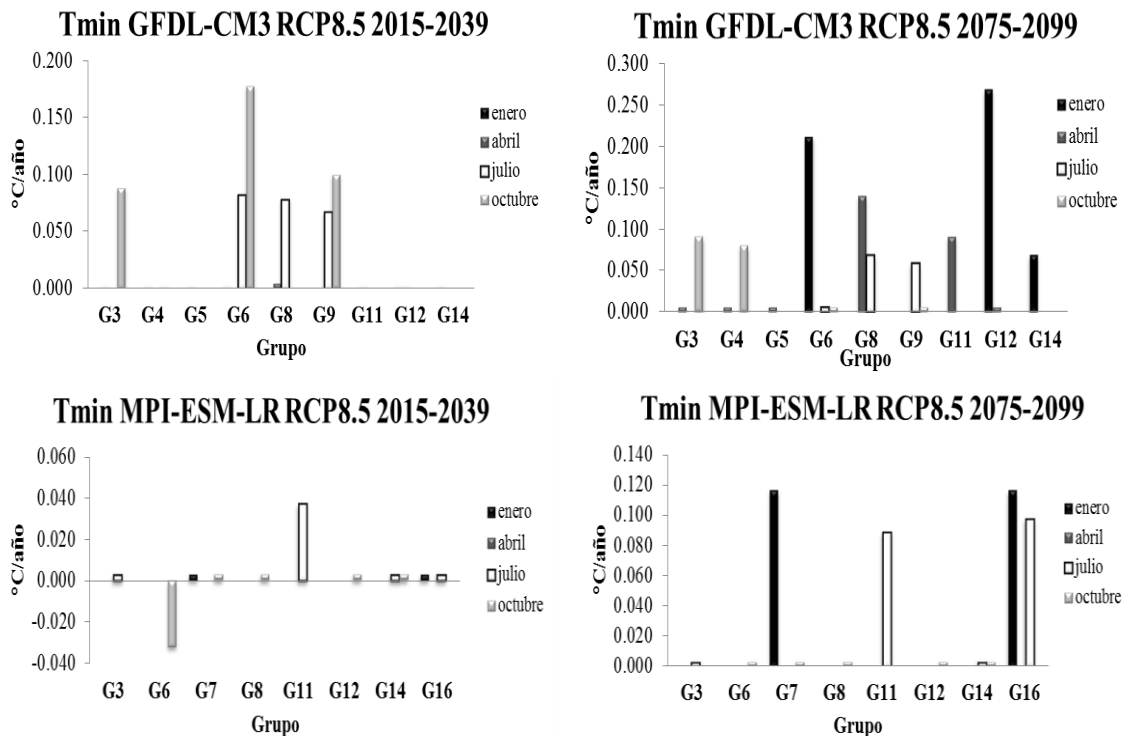 Tmin GFDL-CM3 RCP8.5 2015-2039
0.200
0.150
0.100
0.050
0.000
°C/año
enero
abril
julio
octubre
G3 G4 G5 G6 G8 G9 G11 G12 G14
Grupo
Tmin GFDL-CM3 RCP8.5 2075-2099
0.300
0.250
0.200
0.150
0.100
0.050
0.000
°C/año
enero
abril
julio
octubre
G3 G4 G5 G6 G8 G9 G11 G12 G14
Grupo
Tmin MPI-ESM-LR RCP8.5 2015-2039
0.060
0.040
0.020
0.000
-0.020
-0.040
°C/año
enero
abril
julio
octubre
G3 G6 G7 G8 G11 G12 G14 G16
Grupo
Tmin MPI-ESM-LR RCP8.5 2075-2099
0.140
0.120
0.100
0.080
0.060
0.040
0.020
0.000
°C/año
enero
abril
julio
octubre
G3 G6 G7 G8 G11 G12 G14 G16
Grupo